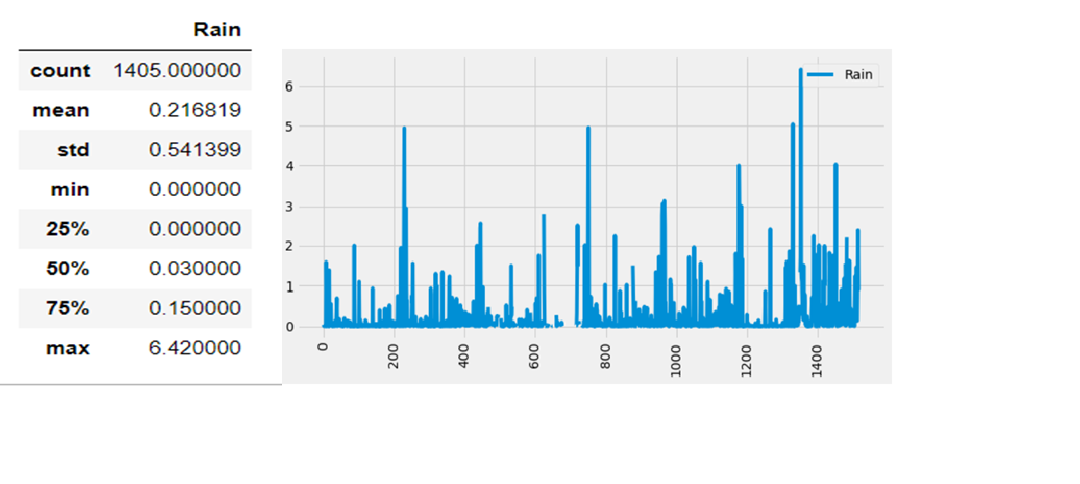 Rain
count 1405.000000
mean 0.216819
std 0.541399
min 0.000000
25% 0.000000
50% 0.030000
75% 0.150000
max 6.420000
Rain
6
5
4
3
2
1
0
0 200 400 600 800 1000 1200 1400